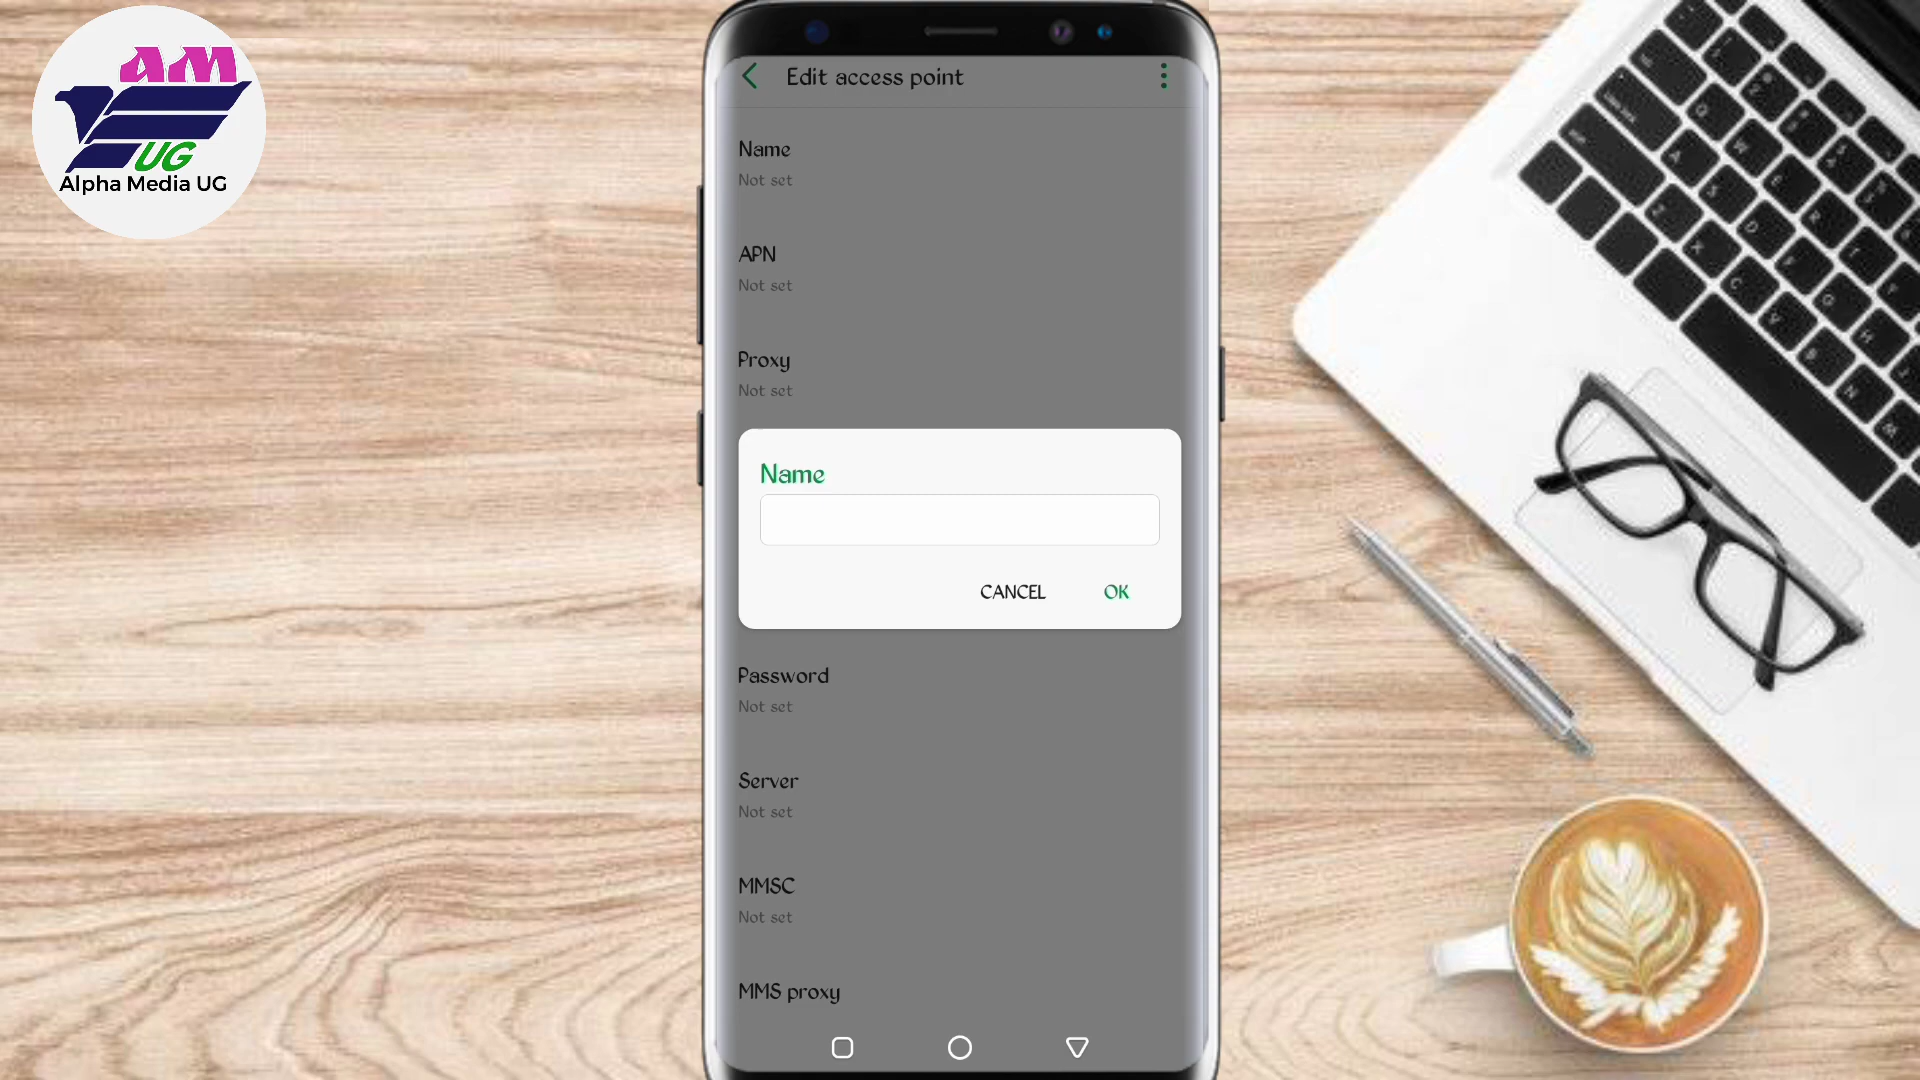 AM
UG
Alpha Media UG
Edit access point
Name
Not set
APN
Not set
Proxy
Not set
Name
CANCEL
OK
Password
Not set
Server
Not set
MMSC
Not set
MMS proxy